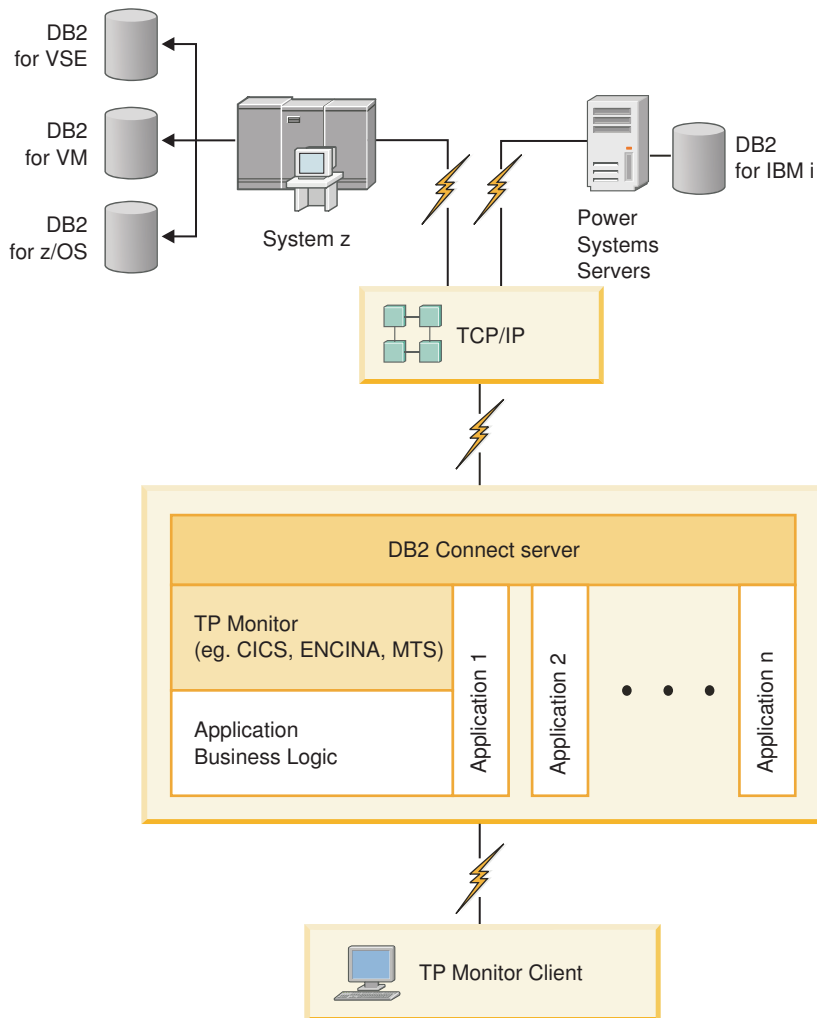 DB2
for VSE
DB2
for VM
DB2
for z/OS
System z
DB2
for IBM i
Power
Systems
Servers
TCP/IP
DB2 Connect server
TP Monitor
(eg. CICS, ENCINA, MTS)
Application
Business Logic
Application 1
Application 2
Application n
TP Monitor Client